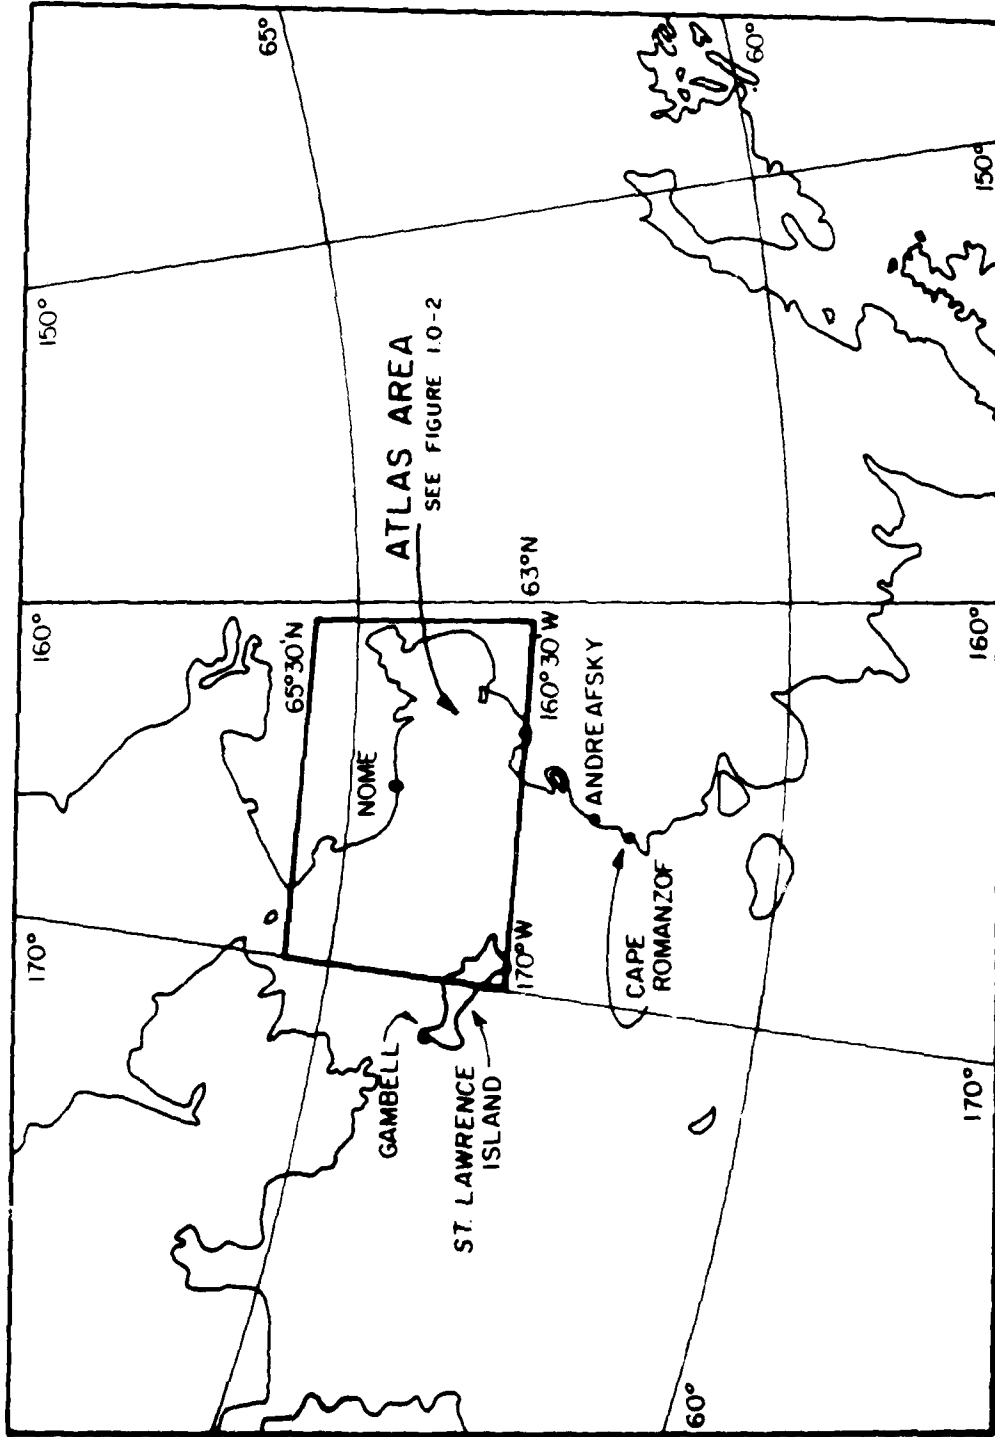 170°
160°
150°
65°
65°30'N
NOME
ATLAS AREA
SEE FIGURE 1.0-2
GAMBELL
ST. LAWRENCE
ISLAND
170°W
160°30'W
63°N
ANDREAFSKY
CAPE
ROMANZOF
60°
60°
170°
160°
150°